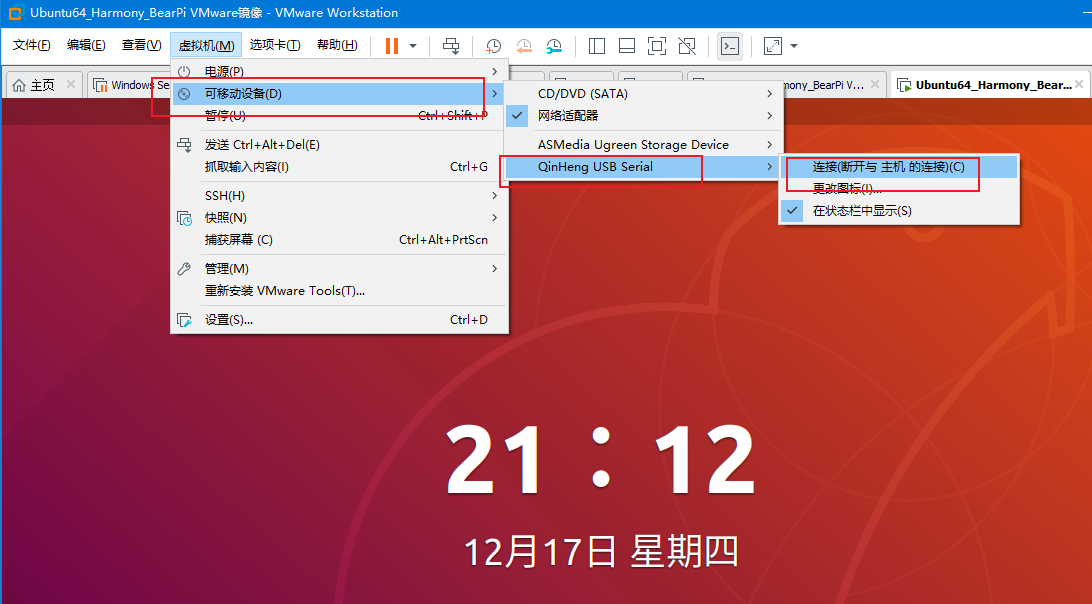 Ubuntu64_Harmony_BearPi VMware镜像 - VMware Workstation
文件(F) 编辑(E) 查看(V) 虚拟机(M) 选项卡(T) 帮助(H)
主页 Windows Se mony_BearPi V... Ubuntu64_Harmony_Bear...
电源(P)
可移动设备(D)
暂停(U) Ctrl+Shift+P
发送 Ctrl+Alt+Del(E)
抓取输入内容(I) Ctrl+G
SSH(H)
快照(N)
捕获屏幕 (C) Ctrl+Alt+PrtScn
管理(M)
重新安装 VMware Tools(T)...
设置(S)... Ctrl+D
CD/DVD (SATA)
网络适配器
ASMedia Ugreen Storage Device
QinHeng USB Serial
连接(断开与 主机 的连接)(C)
更改图标(I)...
在状态栏中显示(S)
21：12
12月17日 星期四